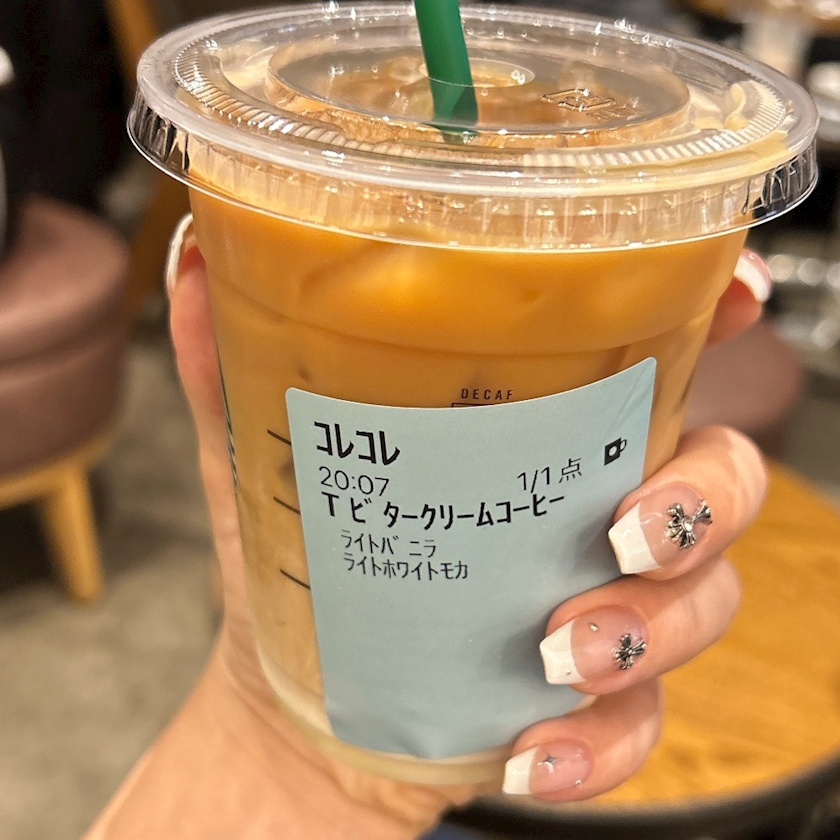 DECAF
コレコレ
20:07 1/1点
T ビタークリームコーヒー
ライトバニラ
ライトホワイトモカ